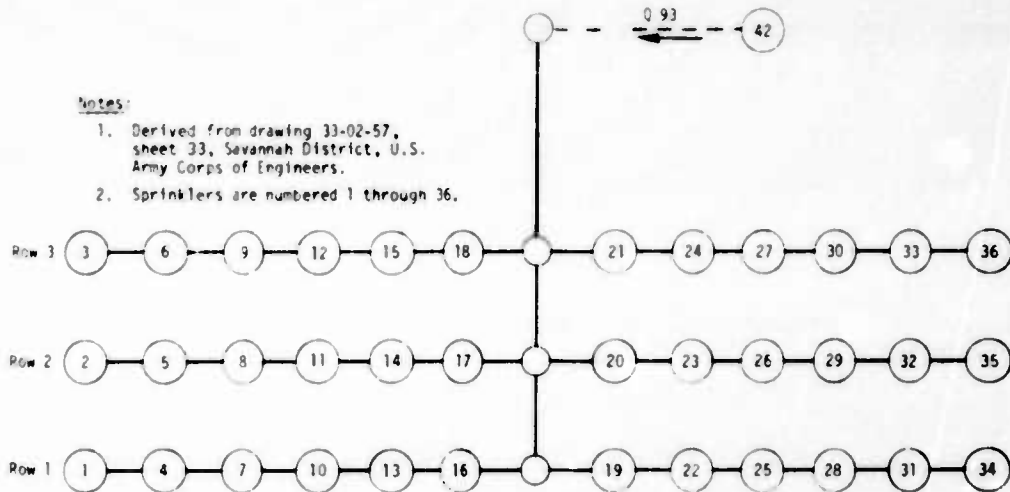 0 93
42
Notes:
1. Derived from drawing 33-02-57,
sheet 33, Savannah District, U.S.
Army Corps of Engineers.
2. Sprinklers are numbered 1 through 36.
Row 3 3 6 9 12 15 18 21 24 27 30 33 36
Row 2 2 5 8 11 14 17 20 23 26 29 32 35
Row 1 1 4 7 10 13 16 19 22 25 28 31 34